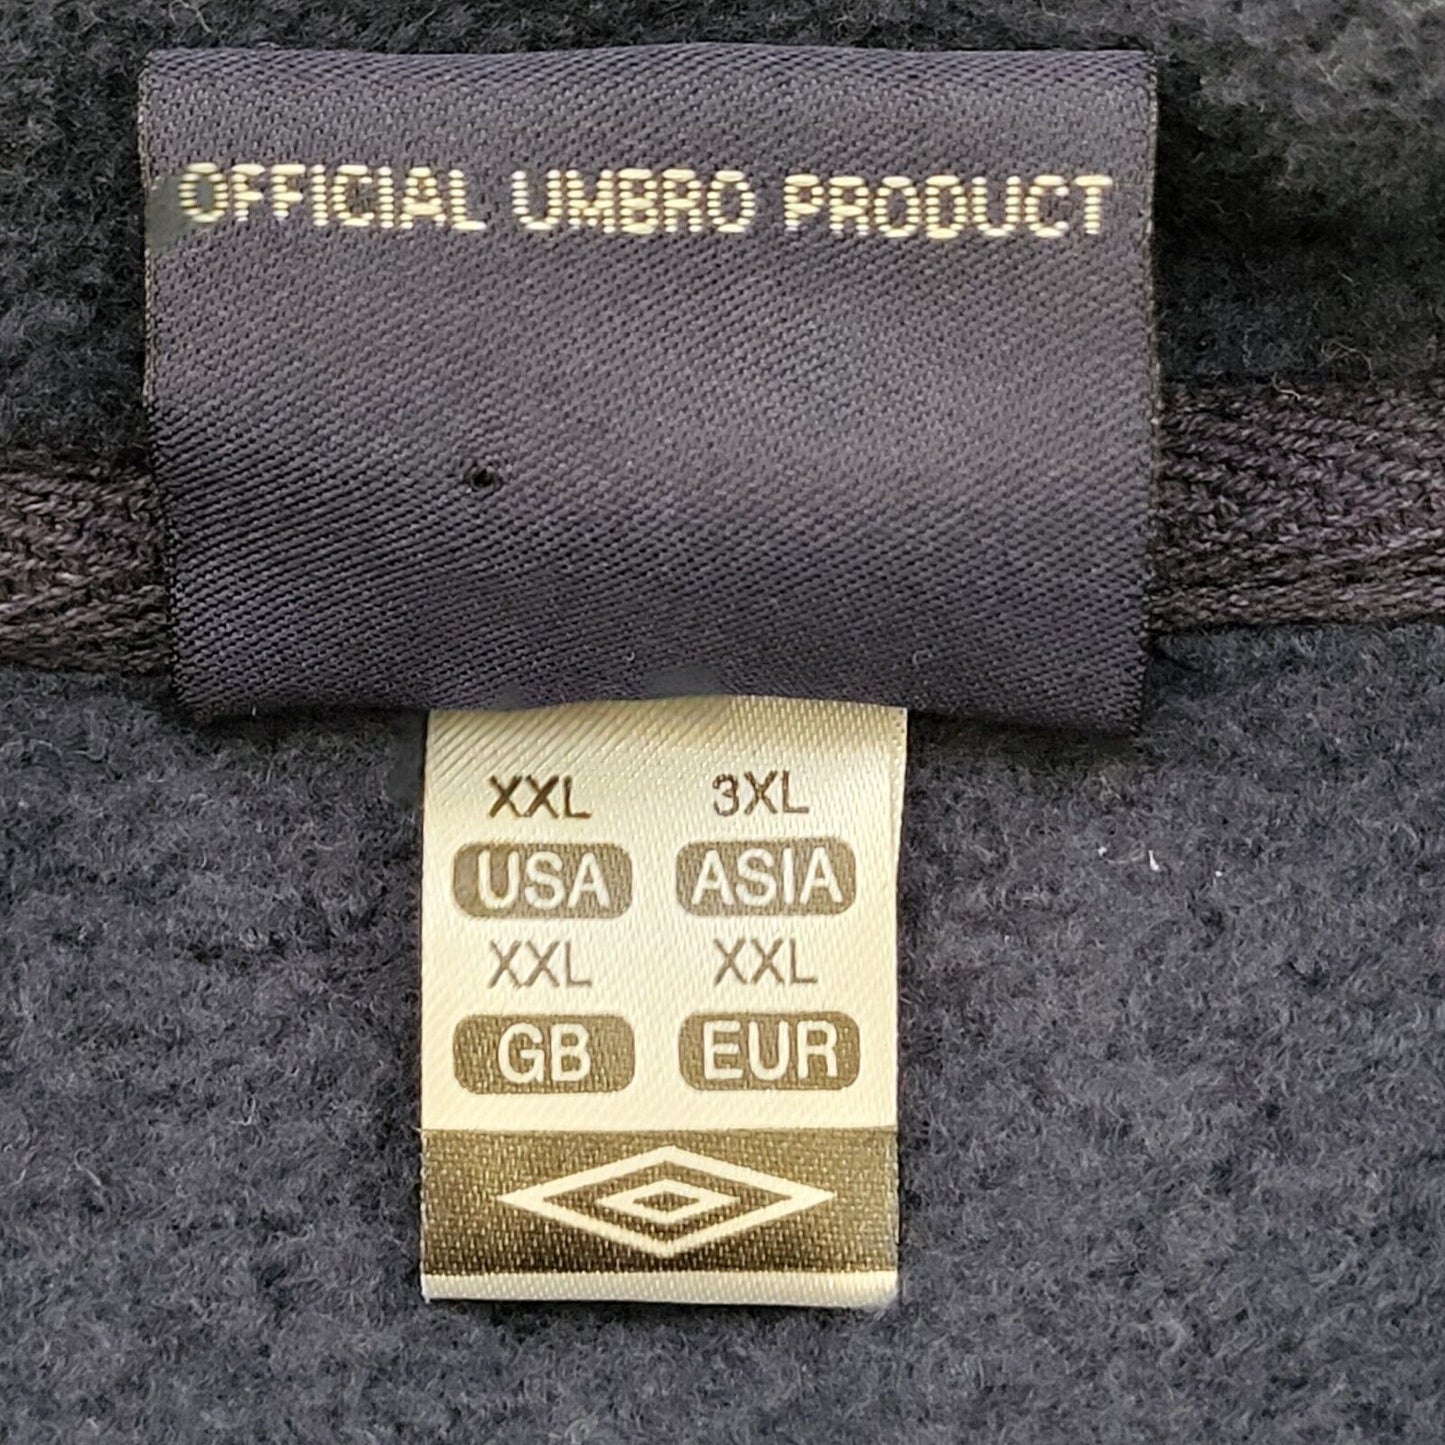 OFFICIAL UMBRO PRODUCT
XXL 3XL
USA ASIA
XXL XXL
GB EUR